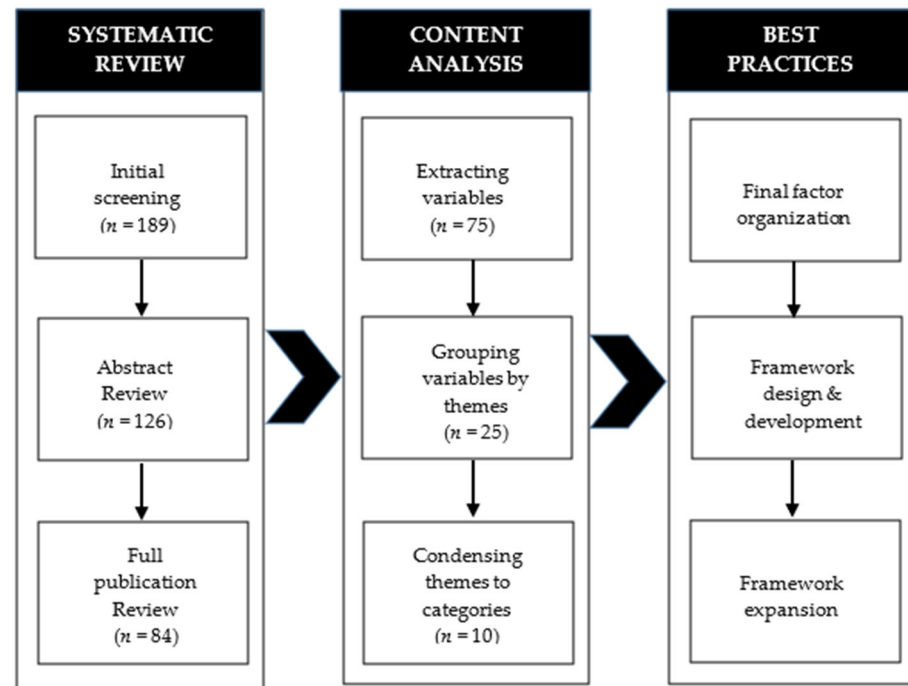 SYSTEMATIC
REVIEW
Initial
screening
(n = 189)
Abstract
Review
(n = 126)
Full
publication
Review
(n = 84)
CONTENT
ANALYSIS
Extracting
variables
(n = 75)
Grouping
variables by
themes
(n = 25)
Condensing
themes to
categories
(n = 10)
BEST
PRACTICES
Final factor
organization
Framework
design &
development
Framework
expansion